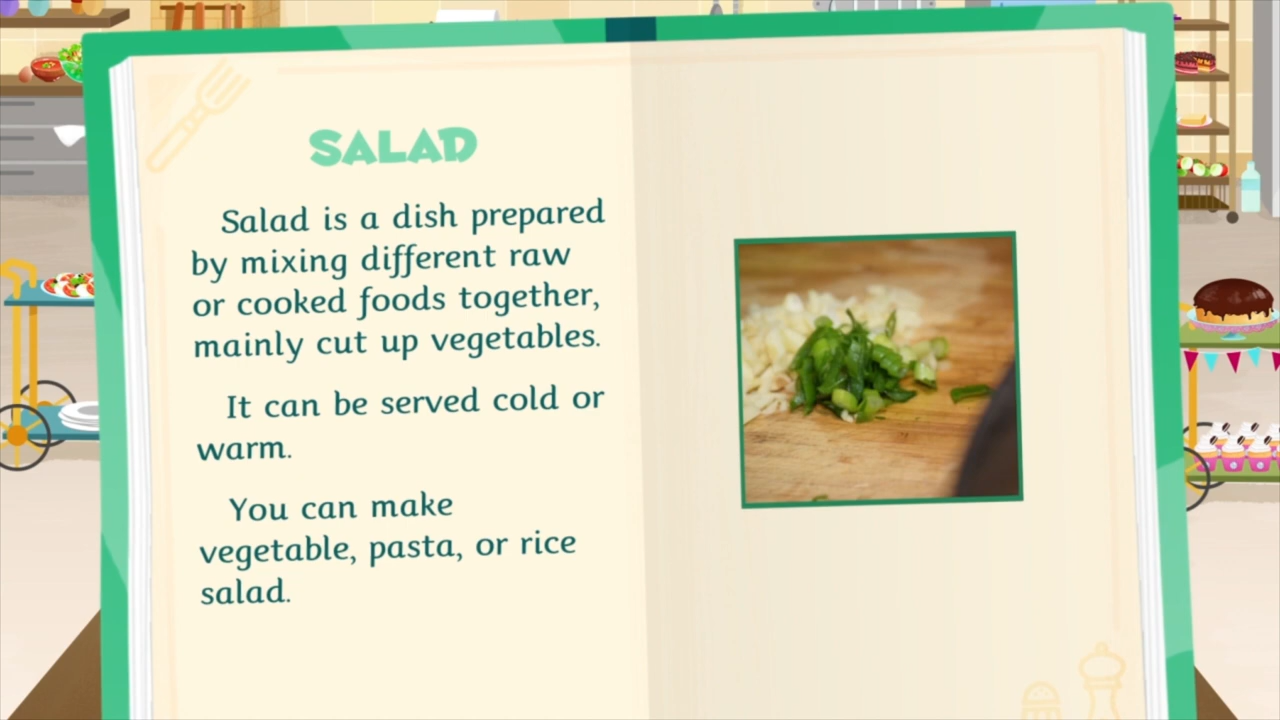 SALAD
Salad is a dish prepared
by mixing different raw
or cooked foods together,
mainly cut up vegetables.
It can be served cold or
warm.
You can make
vegetable, pasta, or rice
salad.